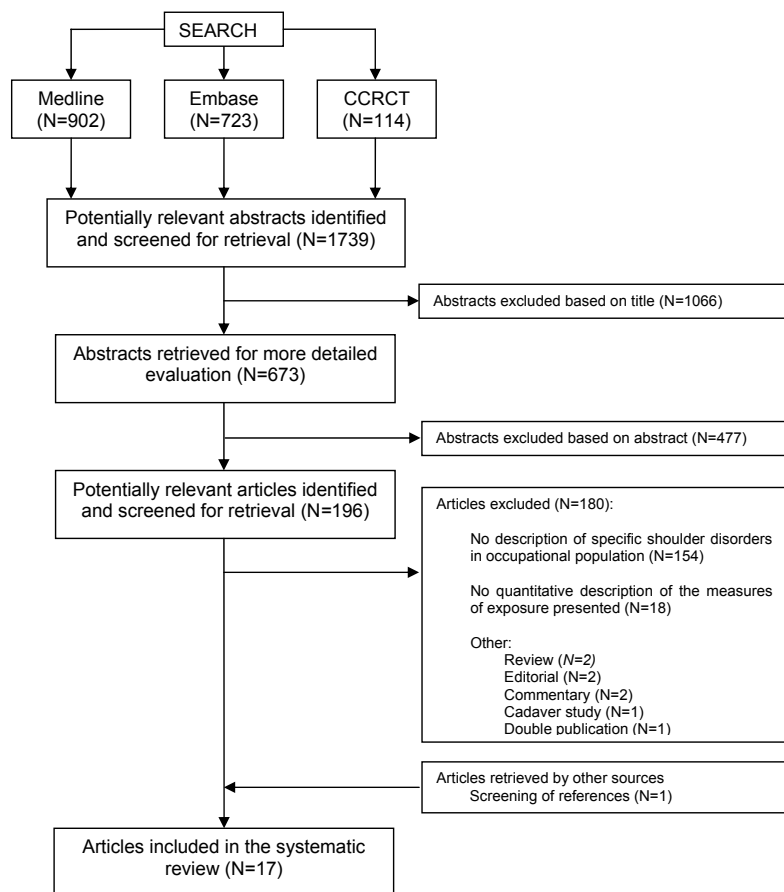 SEARCH
Medline
(N=902)
Embase
(N=723)
CCRCT
(N=114)
Potentially relevant abstracts identified
and screened for retrieval (N=1739)
Abstracts excluded based on title (N=1066)
Abstracts retrieved for more detailed
evaluation (N=673)
Abstracts excluded based on abstract (N=477)
Potentially relevant articles identified
and screened for retrieval (N=196)
Articles excluded (N=180):
No description of specific shoulder disorders
in occupational population (N=154)
No quantitative description of the measures
of exposure presented (N=18)
Other:
Review (N=2)
Editorial (N=2)
Commentary (N=2)
Cadaver study (N=1)
Double publication (N=1)
Articles retrieved by other sources
Screening of references (N=1)
Articles included in the systematic
review (N=17)